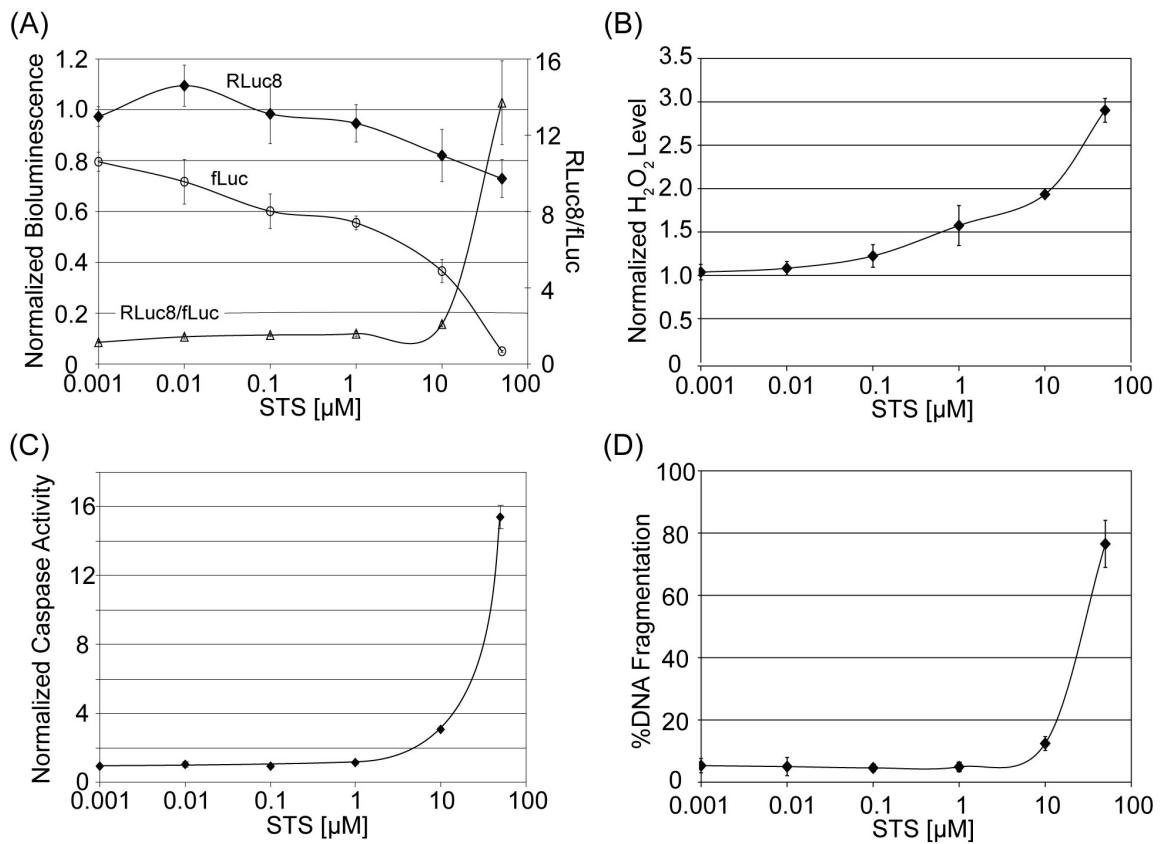 (A)
Normalized Bioluminescence
1.2
1.0
0.8
0.6
0.4
0.2
0
RLuc8
fLuc
RLuc8/fLuc
16
12
8
4
0
RLuc8/fLuc
0.001 0.01 0.1 1 10 100
STS [µM]
(B)
Normalized H₂O₂ Level
3.5
3.0
2.5
2.0
1.5
1.0
0.5
0
0.001 0.01 0.1 1 10 100
STS [µM]
(C)
Normalized Caspase Activity
16
12
8
4
0
0.001 0.01 0.1 1 10 100
STS [µM]
(D)
%DNA Fragmentation
100
80
60
40
20
0
0.001 0.01 0.1 1 10 100
STS [µM]